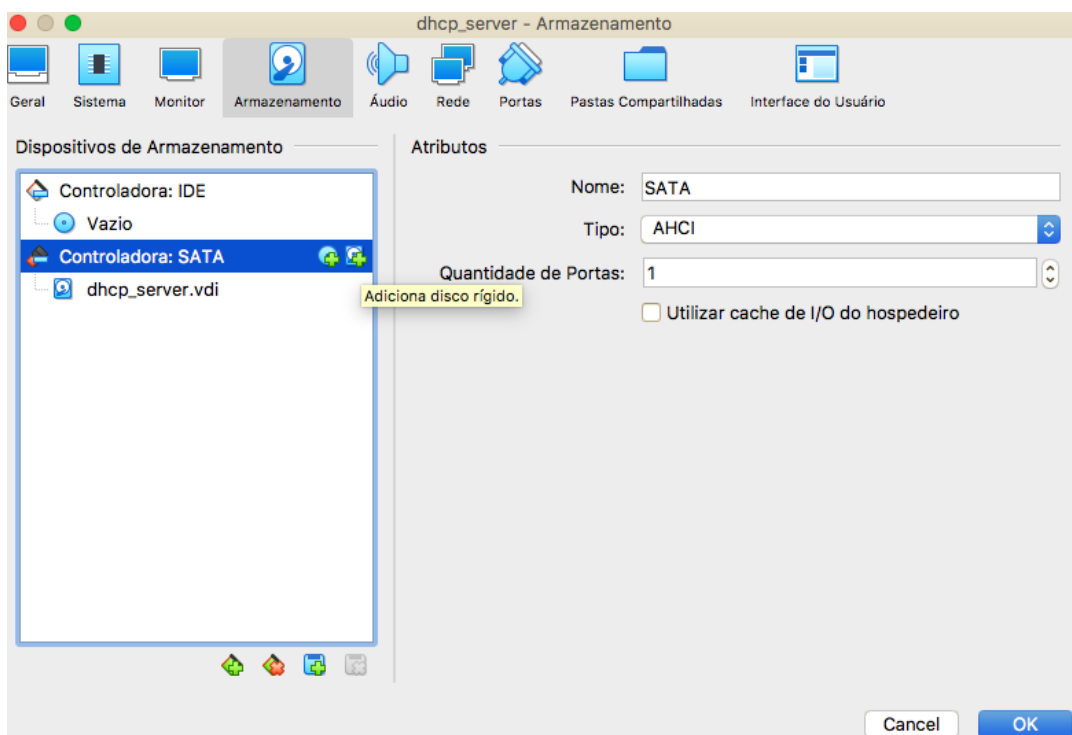 dhcp_server - Armazenamento
Geral Sistema Monitor Armazenamento Áudio Rede Portas Pastas Compartilhadas Interface do Usuário
Dispositivos de Armazenamento
Controladora: IDE
Vazio
Controladora: SATA
dhcp_server.vdi
Adiciona disco rígido.
Atributos
Nome: SATA
Tipo: AHCI
Quantidade de Portas: 1
Utilizar cache de I/O do hospedeiro
Cancel OK